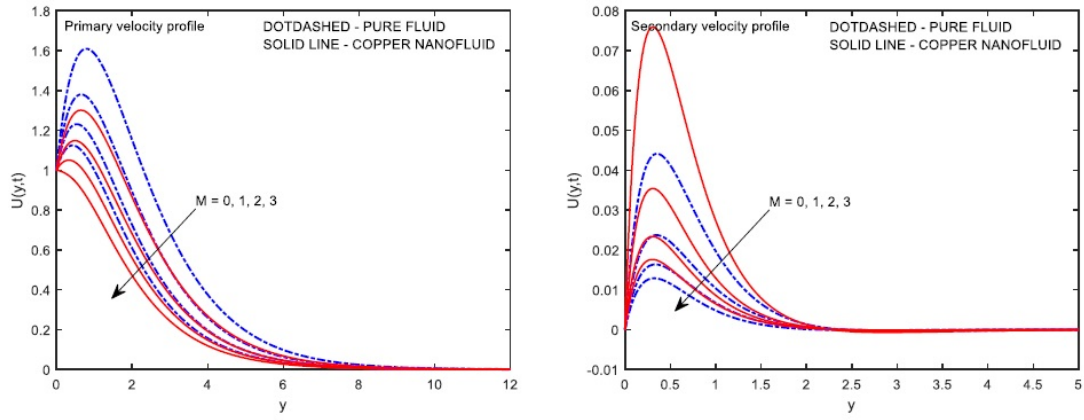 Primary velocity profile
DOTDASHED - PURE FLUID
SOLID LINE - COPPER NANOFLUID
1.8
1.6
1.4
1.2
1
0.8
0.6
0.4
0.2
0
U(y,t)
M = 0, 1, 2, 3
0 2 4 6 8 10 12
y
Secondary velocity profile
DOTDASHED - PURE FLUID
SOLID LINE - COPPER NANOFLUID
0.08
0.07
0.06
0.05
0.04
0.03
0.02
0.01
0
-0.01
U(y,t)
M = 0, 1, 2, 3
0 0.5 1 1.5 2 2.5 3 3.5 4 4.5 5
y